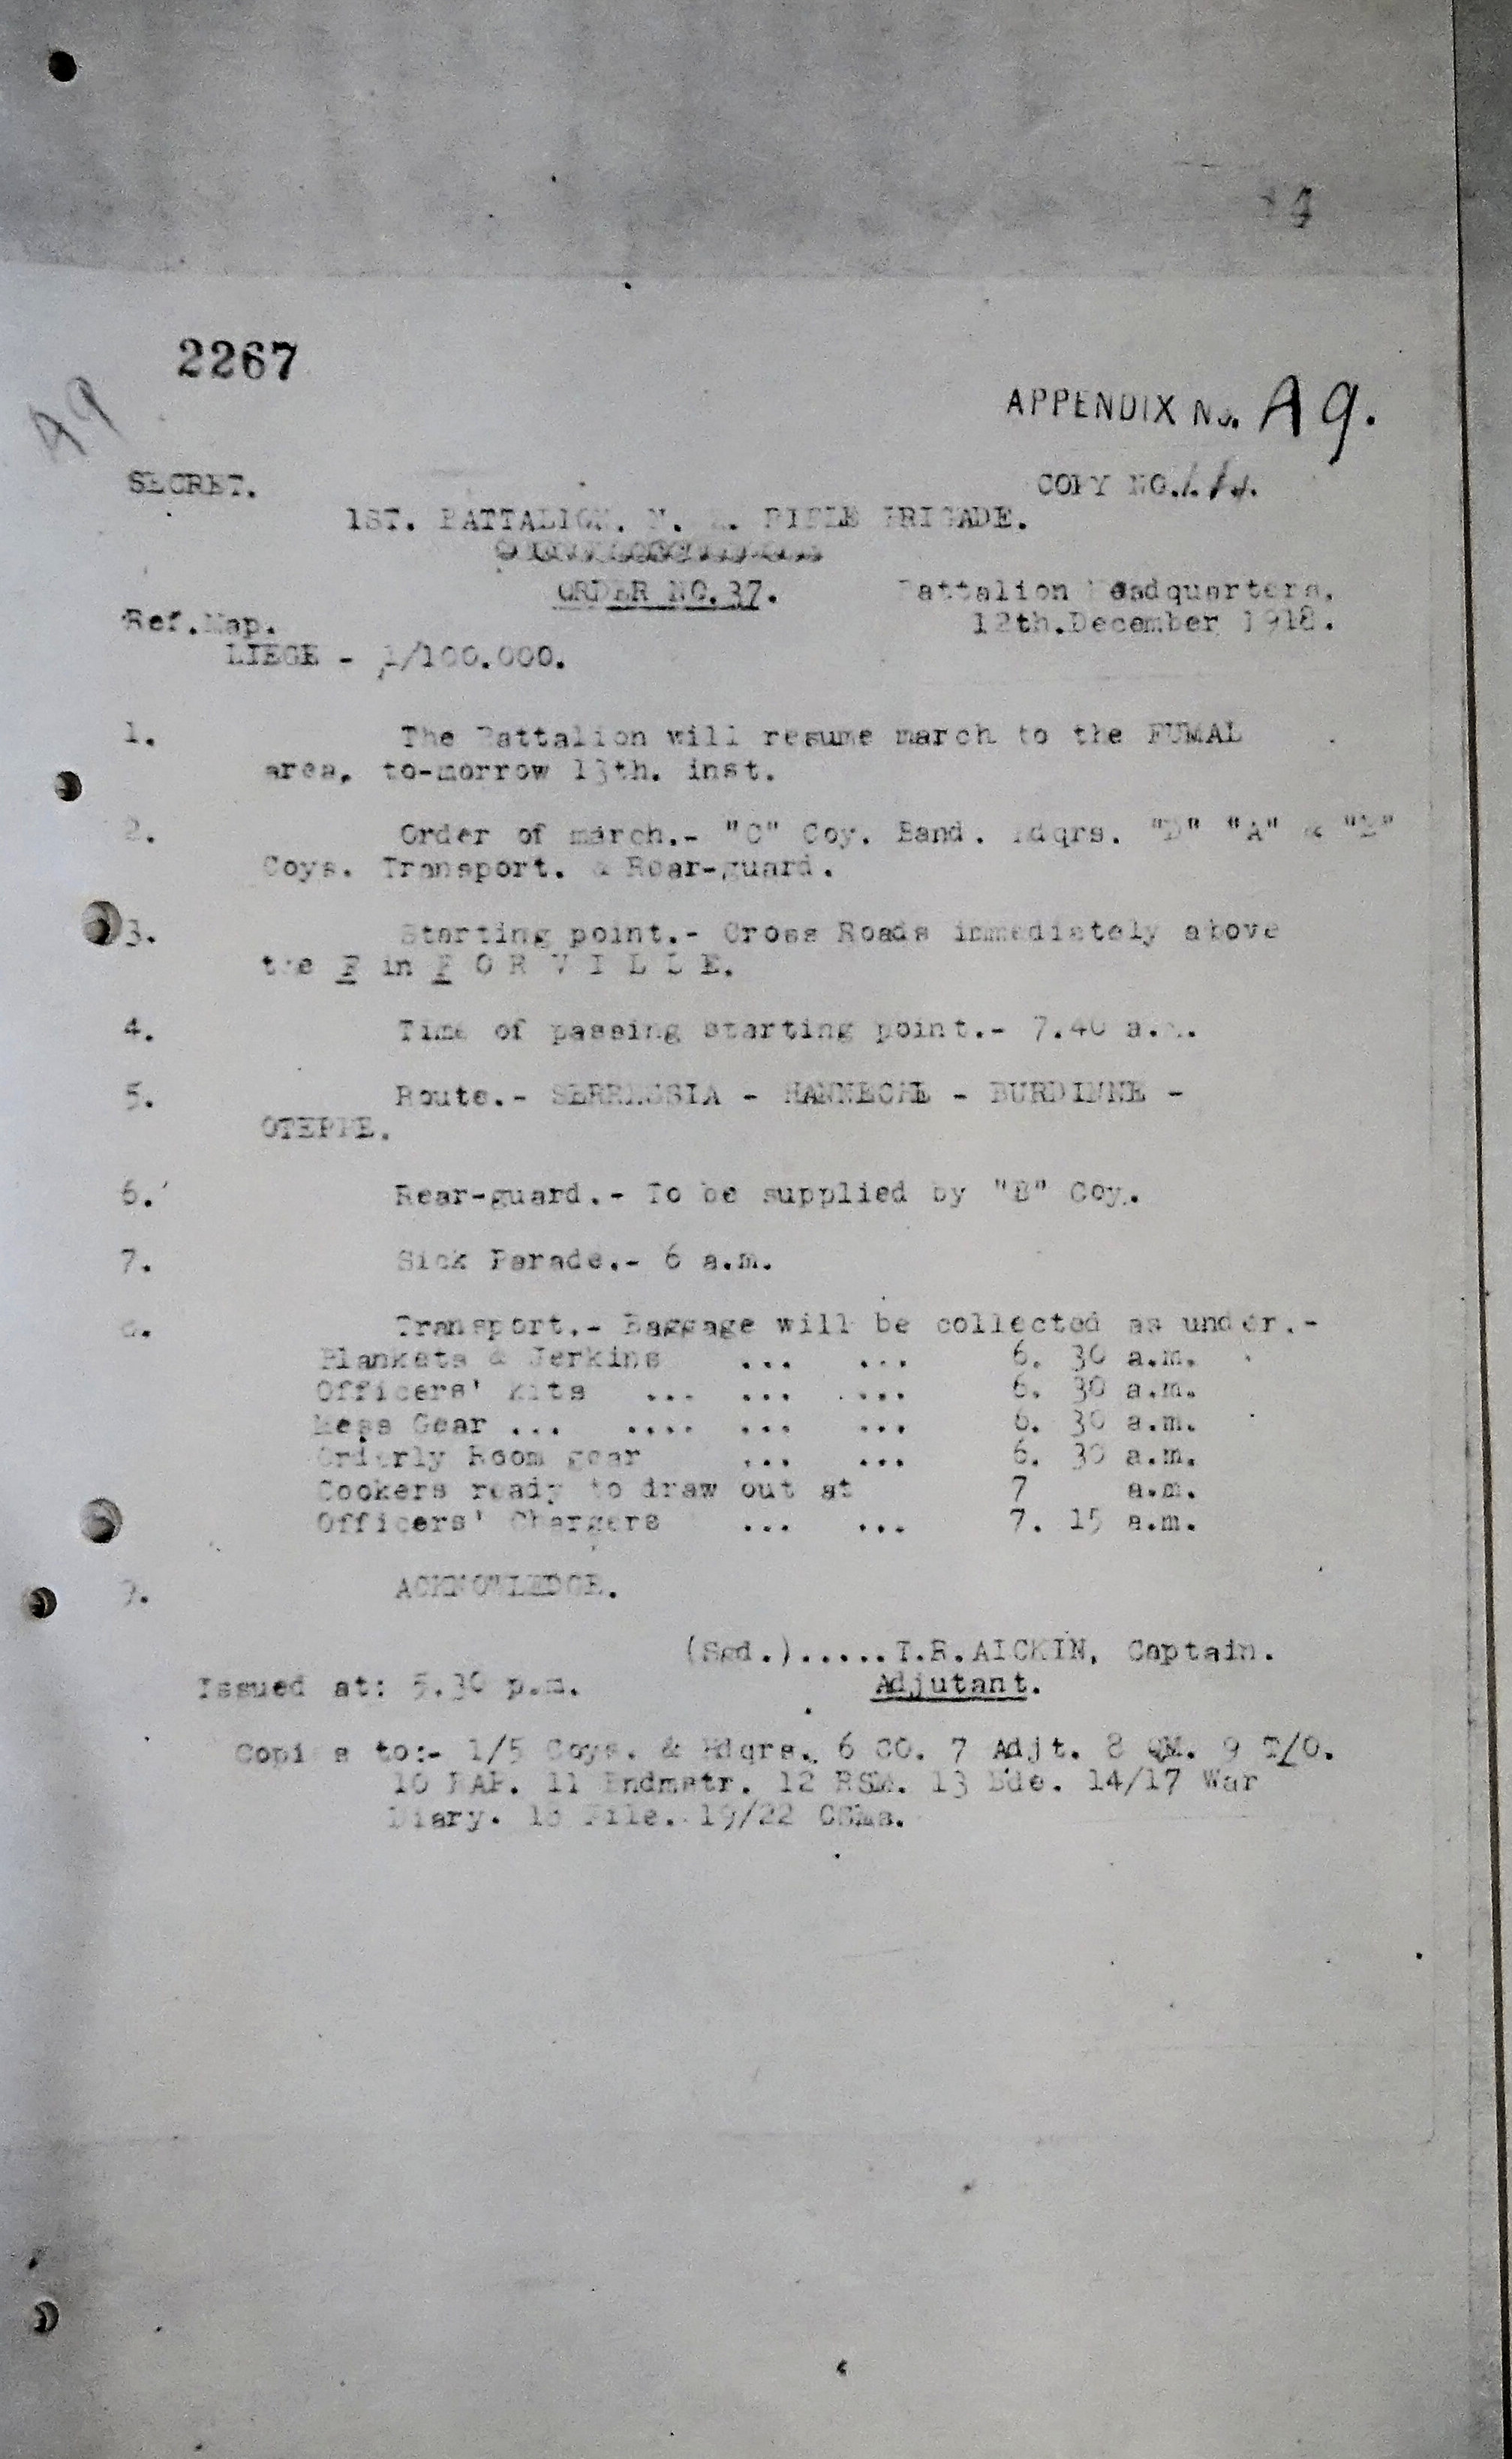 2267
A9
APPENDIX No. A9.
SECRET.
COPY NO.
1ST. BATTALION. N. Z. RIFLE BRIGADE.
ORDER NO.37.
Battalion Headquarters.
Ref.Map.
12th.December 1918.
LIEGE - 1/100.000.
1. The Battalion will resume march to the FUMAL
area, to-morrow 13th. inst.
2. Order of march.- "C" Coy. Band. Hdqrs. "D" "A" & "B"
Coys. Transport. & Rear-guard.
3. Starting point.- Cross Roads immediately above
the F in F O R V I L L E.
4. Time of passing starting point.- 7.40 a.m.
5. Route.- SERRESSIA - HANNECHE - BURDINNE -
OTEPPE.
6. Rear-guard.- To be supplied by "B" Coy.
7. Sick Parade.- 6 a.m.
8. Transport.- Baggage will be collected as under.-
Blankets & Jerkins ... ... 6. 30 a.m.
Officers' Kits ... ... .... 6. 30 a.m.
Mess Gear ... .... ... ... 6. 30 a.m.
Orderly Room gear ... ... 6. 30 a.m.
Cookers ready to draw out at 7 a.m.
Officers' Chargers ... ... 7. 15 a.m.
9. ACKNOWLEDGE.
(Sgd.).....T.R.AICKIN, Captain.
Issued at: 5.30 p.m. Adjutant.
Copies to:- 1/5 Coys. & Hdqrs. 6 CO. 7 Adjt. 8 QM. 9 T/O.
10 RAP. 11 Bndmstr. 12 RSM. 13 Bde. 14/17 War
Diary. 18 File. 19/22 CSMs.